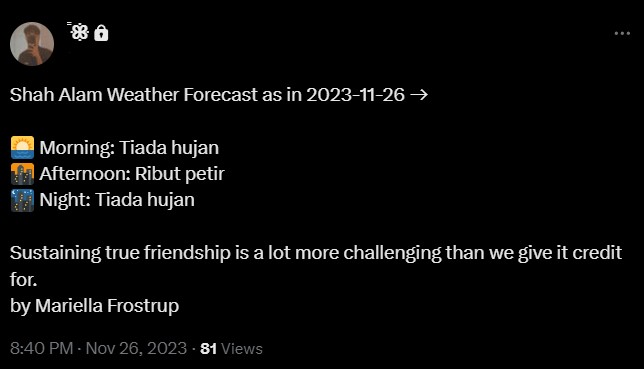 Shah Alam Weather Forecast as in 2023-11-26 →
🌅 Morning: Tiada hujan
🌇 Afternoon: Ribut petir
🌃 Night: Tiada hujan
Sustaining true friendship is a lot more challenging than we give it credit
for.
by Mariella Frostrup
8:40 PM · Nov 26, 2023 · 81 Views